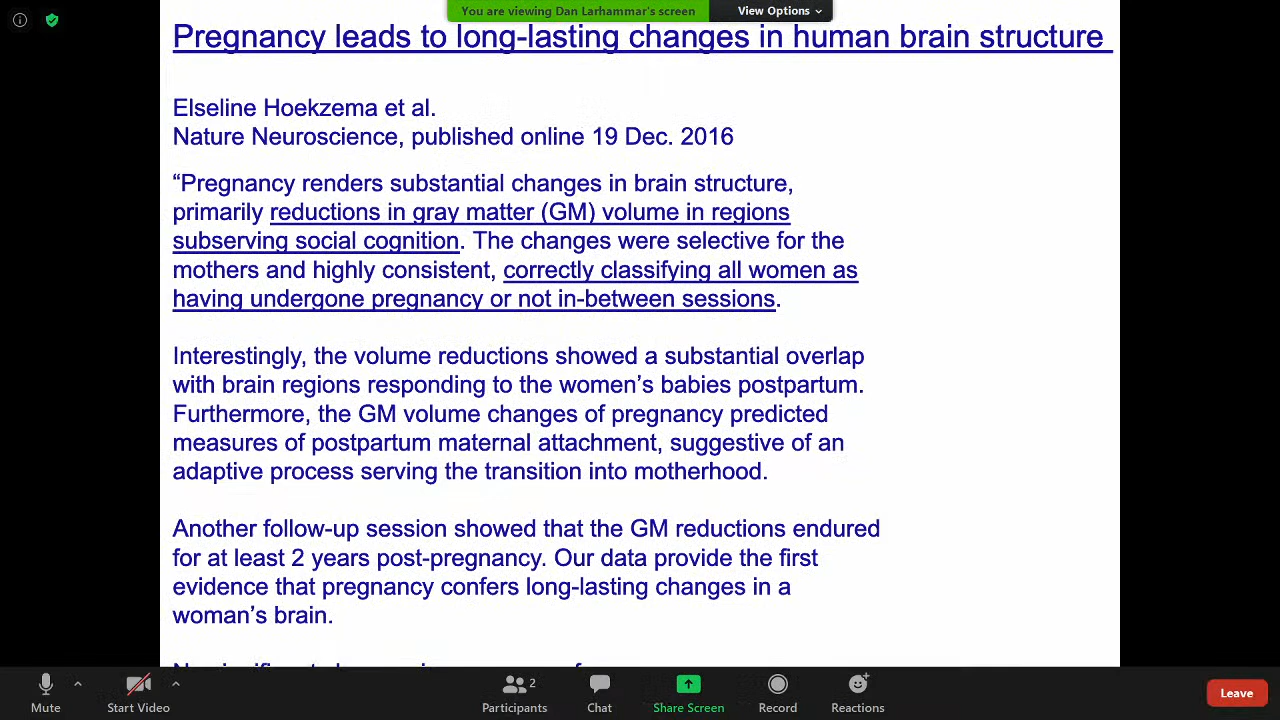 You are viewing Dan Larhammar's screen
View Options
Pregnancy leads to long-lasting changes in human brain structure
Elseline Hoekzema et al.
Nature Neuroscience, published online 19 Dec. 2016
“Pregnancy renders substantial changes in brain structure,
primarily reductions in gray matter (GM) volume in regions
subserving social cognition. The changes were selective for the
mothers and highly consistent, correctly classifying all women as
having undergone pregnancy or not in-between sessions.
Interestingly, the volume reductions showed a substantial overlap
with brain regions responding to the women’s babies postpartum.
Furthermore, the GM volume changes of pregnancy predicted
measures of postpartum maternal attachment, suggestive of an
adaptive process serving the transition into motherhood.
Another follow-up session showed that the GM reductions endured
for at least 2 years post-pregnancy. Our data provide the first
evidence that pregnancy confers long-lasting changes in a
woman’s brain.
Mute
Start Video
Participants 2
Chat
Share Screen
Record
Reactions
Leave